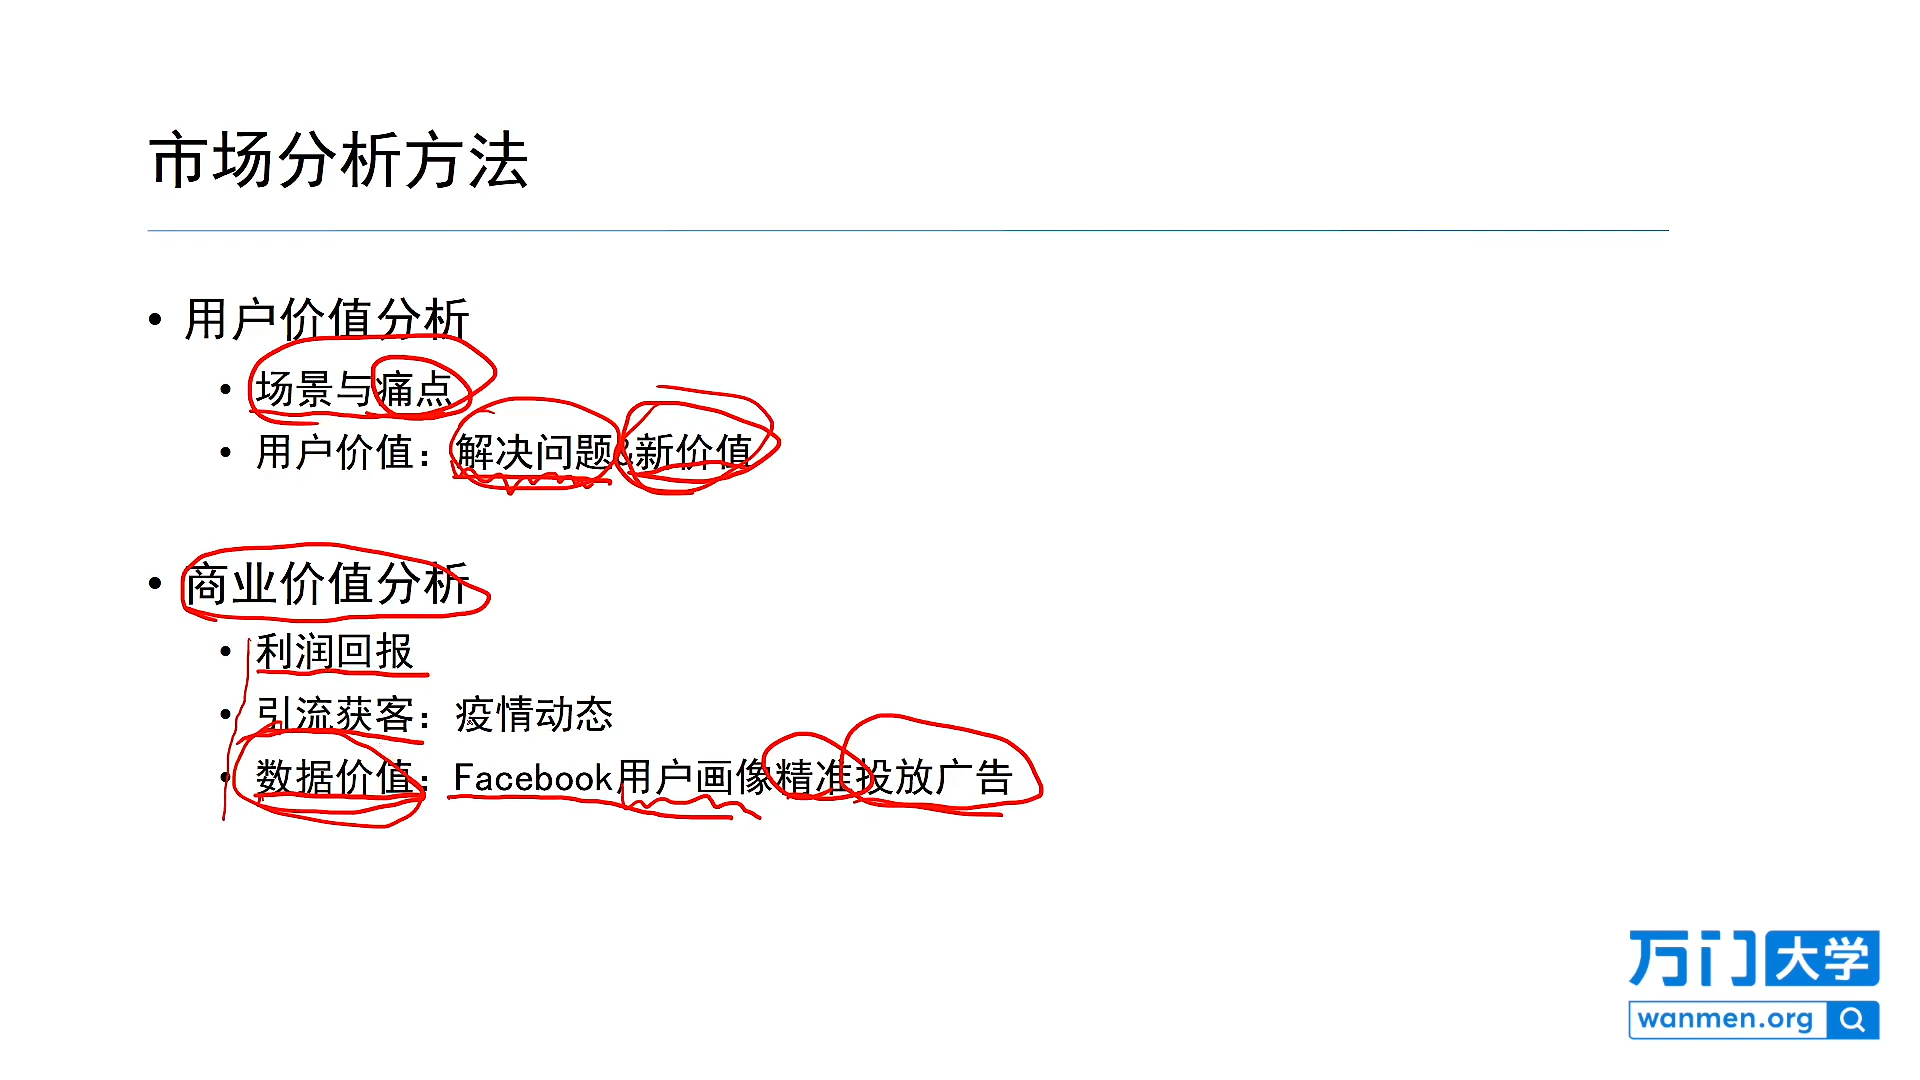 市场分析方法
• 用户价值分析
• 场景与痛点
• 用户价值：解决问题&新价值
• 商业价值分析
• 利润回报
• 引流获客：疫情动态
• 数据价值：Facebook用户画像精准投放广告
万门大学
wanmen.org